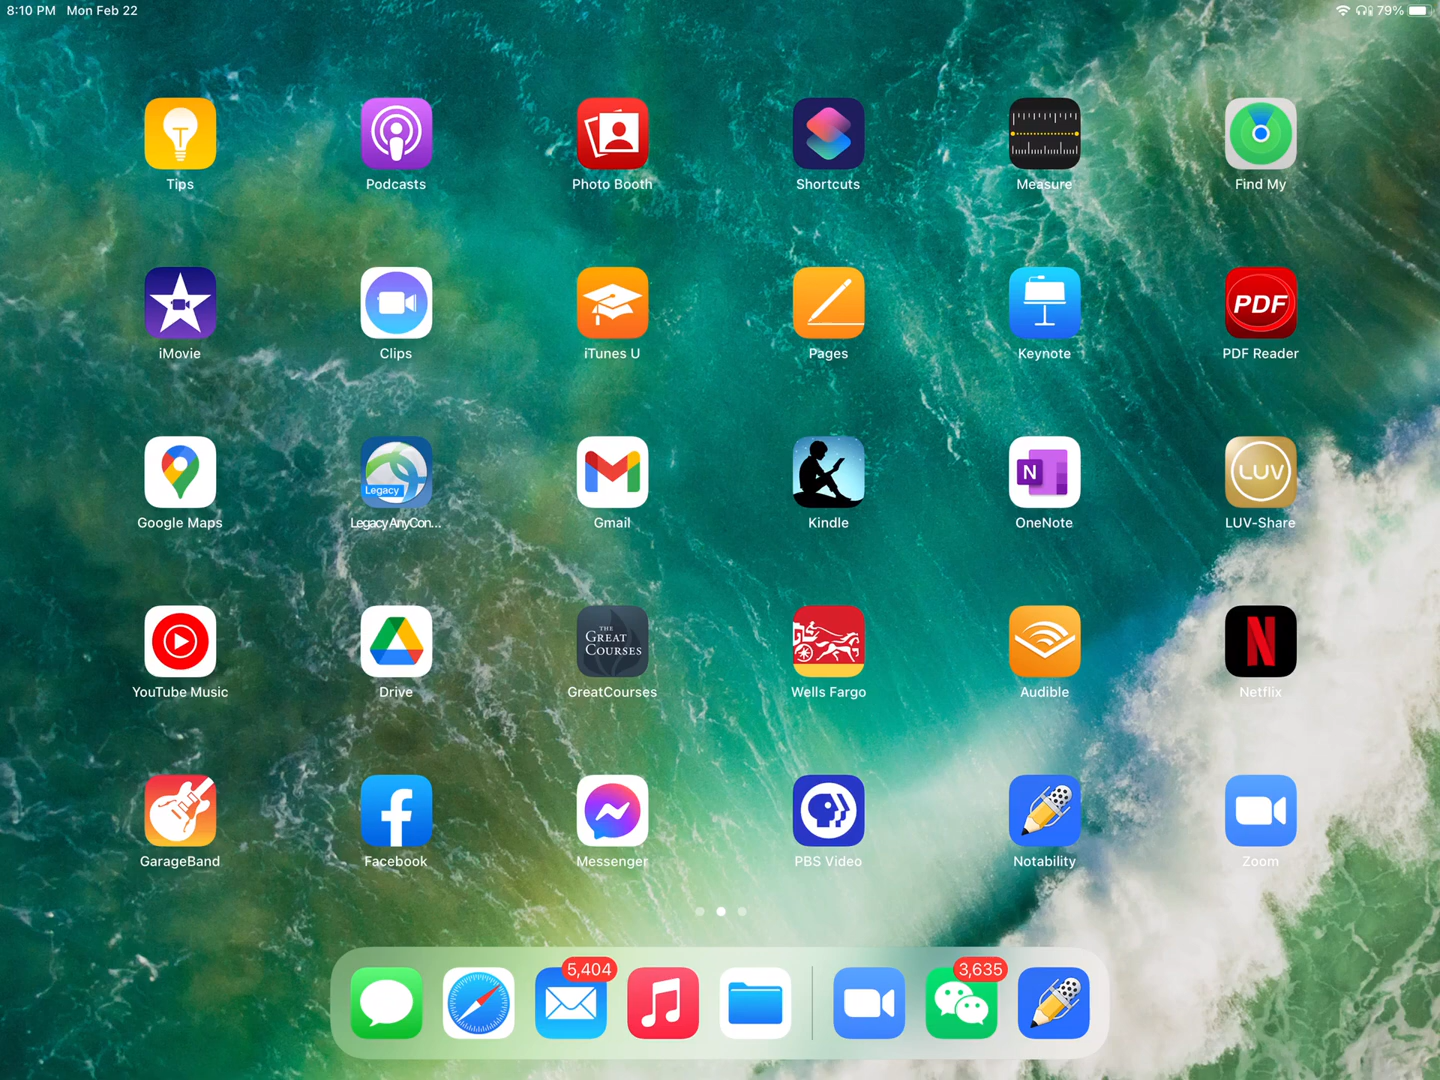 8:10 PM Mon Feb 22
79%
Tips
Podcasts
Photo Booth
Shortcuts
Measure
Find My
PDF
iMovie
Clips
iTunes U
Pages
Keynote
PDF Reader
Legacy
N
LUV
Google Maps
Legacy AnyCon...
Gmail
Kindle
OneNote
LUV-Share
THE
GREAT
COURSES
YouTube Music
Drive
GreatCourses
Wells Fargo
Audible
Netflix
GarageBand
Facebook
Messenger
PBS Video
Notability
Zoom
5,404
3,635